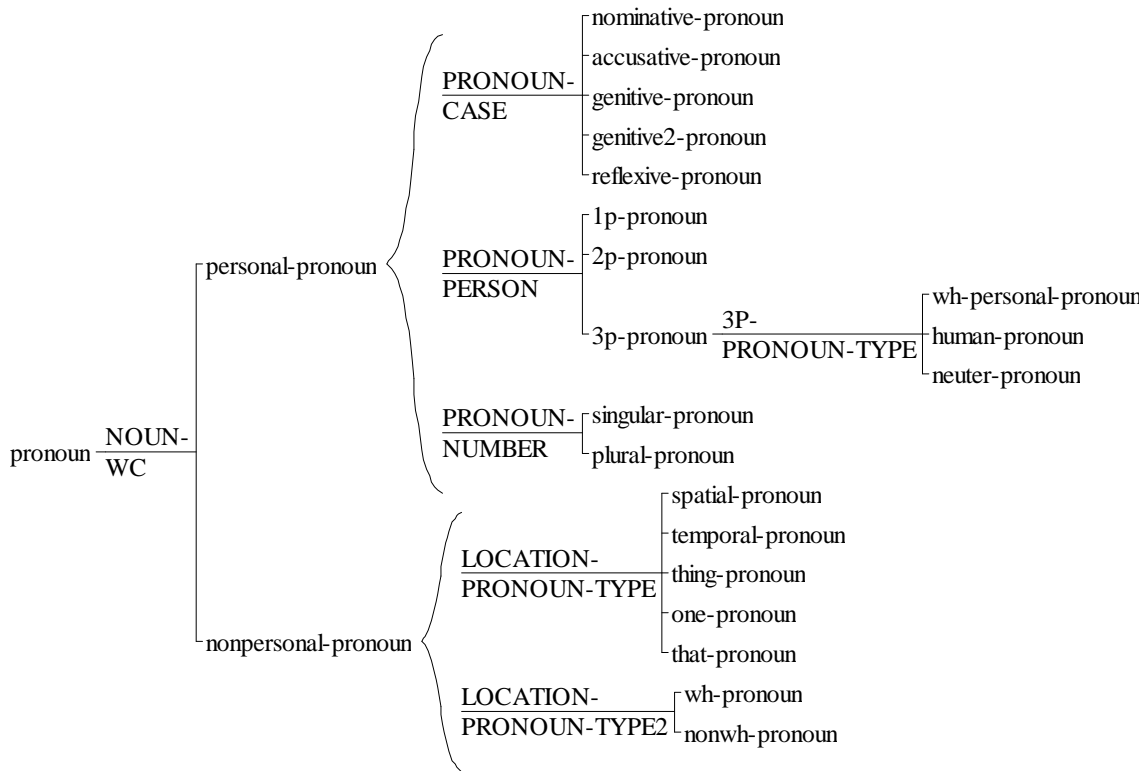 nominative-pronoun
accusative-pronoun
PRONOUN-
CASE
genitive-pronoun
genitive2-pronoun
reflexive-pronoun
1p-pronoun
PRONOUN-
PERSON
2p-pronoun
personal-pronoun
wh-personal-pronoun
3p-pronoun
3P-
PRONOUN-TYPE
human-pronoun
neuter-pronoun
PRONOUN-
NUMBER
singular-pronoun
plural-pronoun
pronoun
NOUN-
WC
spatial-pronoun
temporal-pronoun
LOCATION-
PRONOUN-TYPE
thing-pronoun
one-pronoun
nonpersonal-pronoun
that-pronoun
LOCATION-
PRONOUN-TYPE2
wh-pronoun
nonwh-pronoun